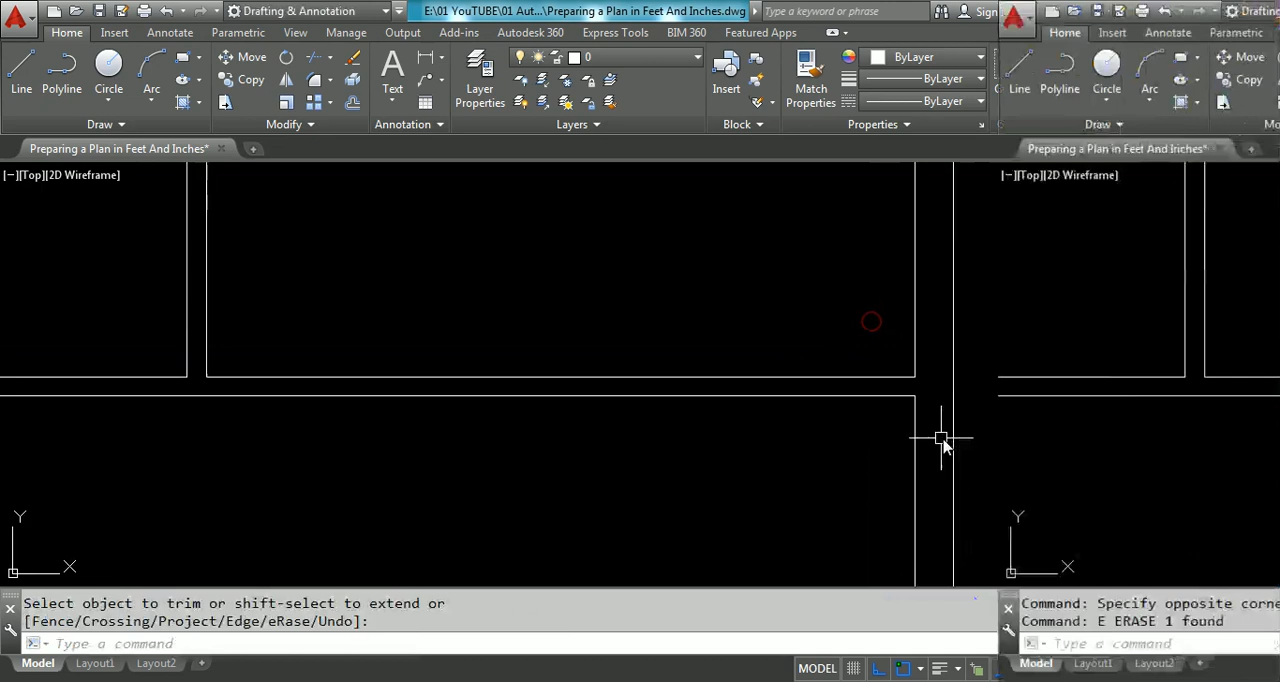 Drafting & Annotation E:\01 YouTUBE\01 Aut...\Preparing a Plan in Feet And Inches.dwg Type a keyword or phrase Sign Drafting
Home Insert Annotate Parametric View Manage Output Add-ins Autodesk 360 Express Tools BIM 360 Featured Apps Home Insert Annotate Parametric
Move 0 ByLayer Move
Line Polyline Circle Arc Copy Text Layer Properties ByLayer Insert Match Properties Line Polyline Circle Arc Copy
ByLayer
Draw Modify Annotation Layers Block Properties Draw
Preparing a Plan in Feet And Inches* Preparing a Plan in Feet And Inches*
[−][Top][2D Wireframe] [−][Top][2D Wireframe]
Y Y
X X
Select object to trim or shift-select to extend or Command: Specify opposite corne
[Fence/Crossing/Project/Edge/eRase/Undo]: Command: E ERASE 1 found
Type a command Type a command
Model Layout1 Layout2 + MODEL Model Layout1 Layout2 +